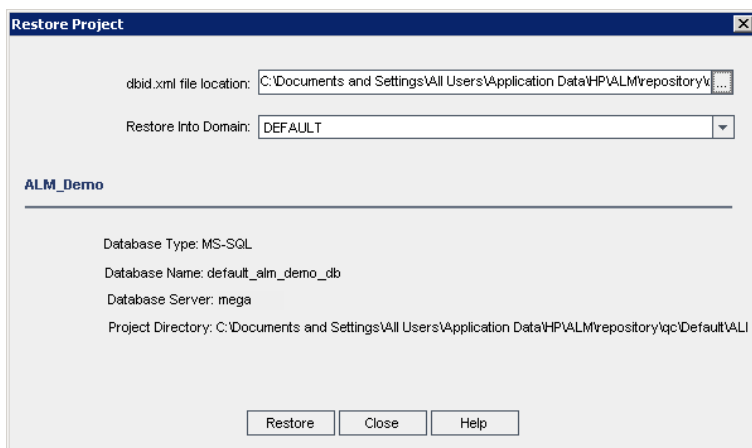 Restore Project
dbid.xml file location: C:\Documents and Settings\All Users\Application Data\HP\ALM\repository\ ...
Restore Into Domain: DEFAULT
ALM_Demo
Database Type: MS-SQL
Database Name: default_alm_demo_db
Database Server: mega
Project Directory: C:\Documents and Settings\All Users\Application Data\HP\ALM\repository\qc\Default\AL
Restore Close Help